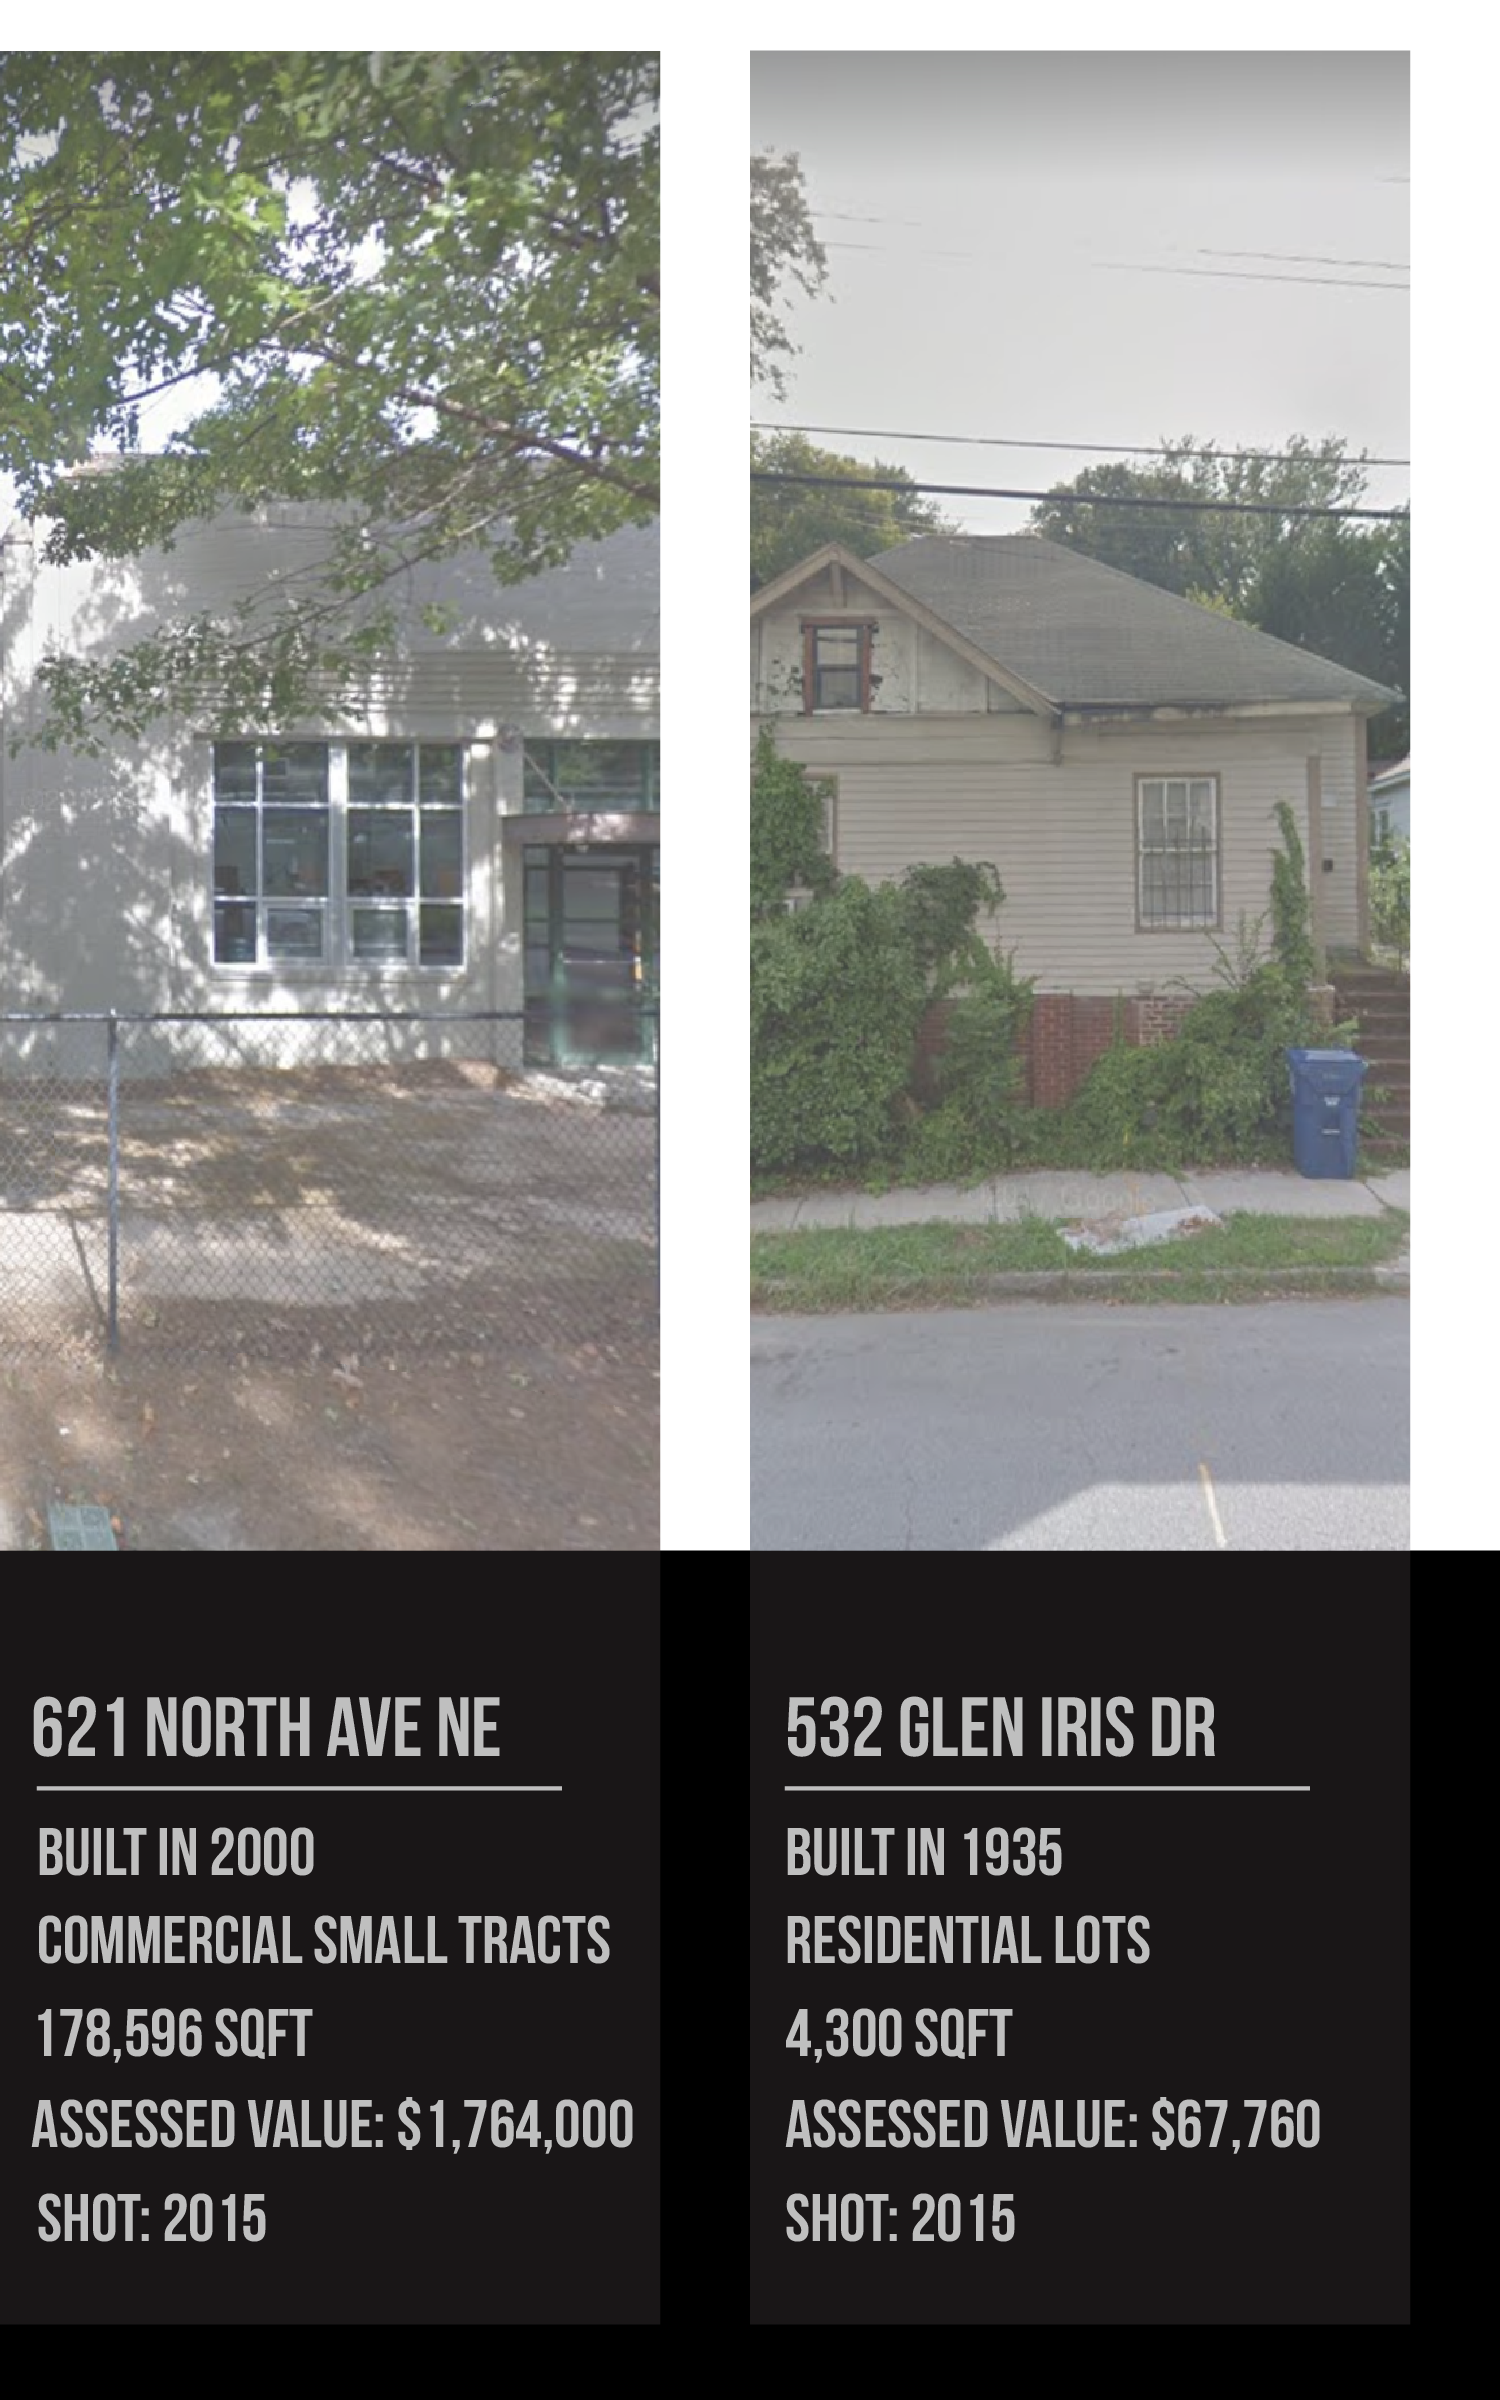 Google
621 NORTH AVE NE
BUILT IN 2000
COMMERCIAL SMALL TRACTS
178,596 SQFT
ASSESSED VALUE: $1,764,000
SHOT: 2015
532 GLEN IRIS DR
BUILT IN 1935
RESIDENTIAL LOTS
4,300 SQFT
ASSESSED VALUE: $67,760
SHOT: 2015